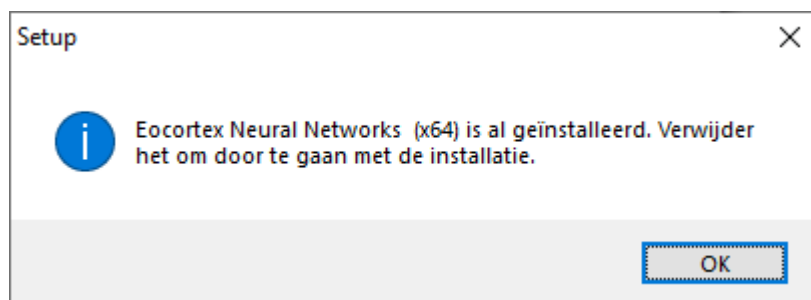 Setup
Eocortex Neural Networks  (x64) is al geïnstalleerd. Verwijder
het om door te gaan met de installatie.
OK